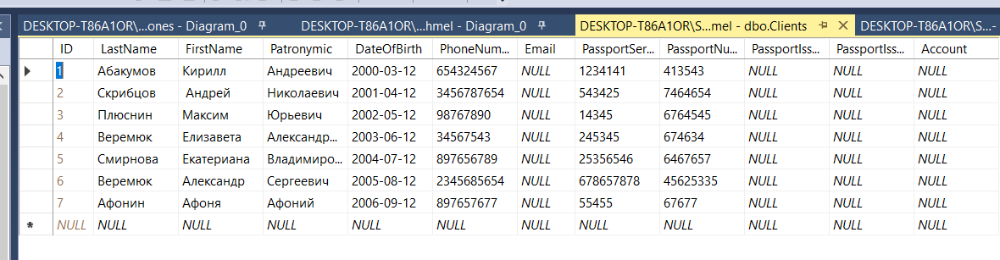 DESKTOP-T86A1OR\...ones - Diagram_0 DESKTOP-T86A1OR\...hmel - Diagram_0 DESKTOP-T86A1OR\S...mel - dbo.Clients DESKTOP-T86A1OR\S...-
ID LastName FirstName Patronymic DateOfBirth PhoneNum... Email PassportSer... PassportNu... PassportIss... PassportIss... Account
1 Абакумов Кирилл Андреевич 2000-03-12 654324567 NULL 1234141 413543 NULL NULL NULL
2 Скрибцов Андрей Николаевич 2001-04-12 3456787654 NULL 543425 7464654 NULL NULL NULL
3 Плюснин Максим Юрьевич 2002-05-12 98767890 NULL 14345 6764545 NULL NULL NULL
4 Веремюк Елизавета Александр... 2003-06-12 34567543 NULL 245345 674634 NULL NULL NULL
5 Смирнова Екатериана Владимиро... 2004-07-12 897656789 NULL 25356546 6467657 NULL NULL NULL
6 Веремюк Александр Сергеевич 2005-08-12 2345685654 NULL 678657878 45625335 NULL NULL NULL
7 Афонин Афоня Афоний 2006-09-12 897657677 NULL 55455 67677 NULL NULL NULL
NULL NULL NULL NULL NULL NULL NULL NULL NULL NULL NULL NULL